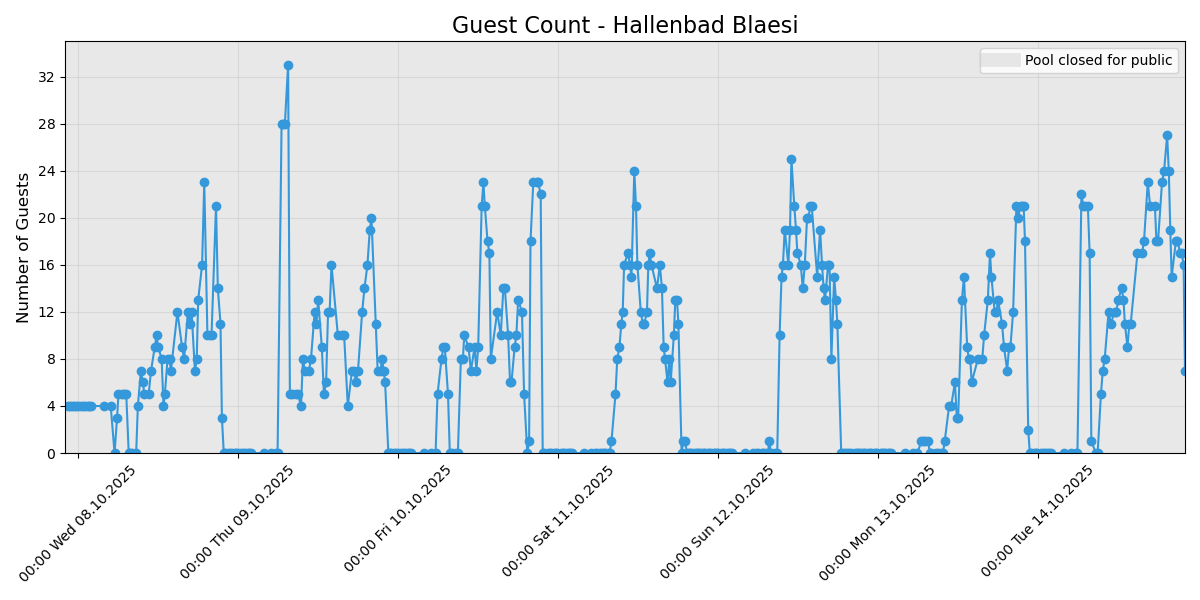 Guest Count - Hallenbad Blaesi
Pool closed for public
Number of Guests
32
28
24
20
16
12
8
4
0
00:00 Wed 08.10.2025
00:00 Thu 09.10.2025
00:00 Fri 10.10.2025
00:00 Sat 11.10.2025
00:00 Sun 12.10.2025
00:00 Mon 13.10.2025
00:00 Tue 14.10.2025